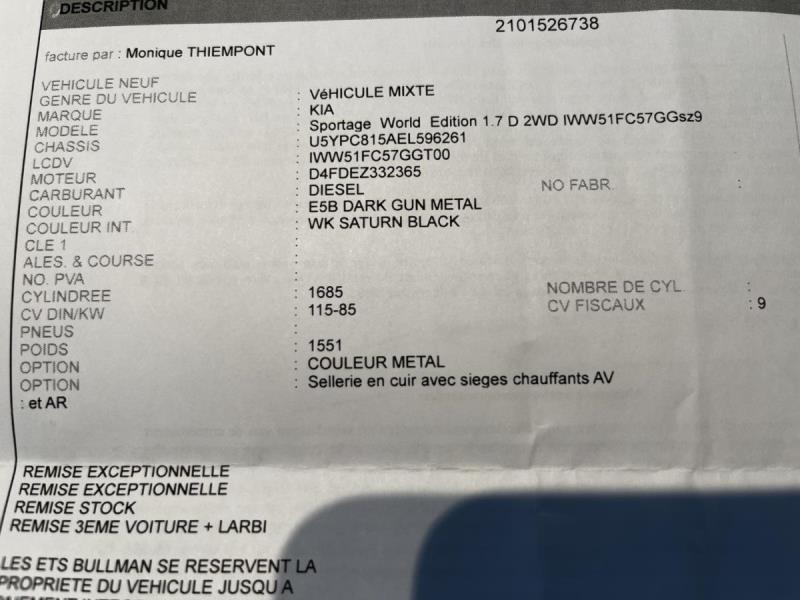 DESCRIPTION
2101526738
facture par : Monique THIEMPONT
VEHICULE NEUF
GENRE DU VEHICULE : VéHICULE MIXTE
MARQUE : KIA
MODELE : Sportage World Edition 1.7 D 2WD IWW51FC57GGsz9
CHASSIS : U5YPC815AEL596261
LCDV : IWW51FC57GGT00
MOTEUR : D4FDEZ332365
CARBURANT : DIESEL NO FABR. :
COULEUR : E5B DARK GUN METAL
COULEUR INT. : WK SATURN BLACK
CLE 1 :
ALES. & COURSE :
NO. PVA :
CYLINDREE : 1685 NOMBRE DE CYL. :
CV DIN/KW : 115-85 CV FISCAUX : 9
PNEUS :
POIDS : 1551
OPTION : COULEUR METAL
OPTION : Sellerie en cuir avec sieges chauffants AV
: et AR
REMISE EXCEPTIONNELLE
REMISE EXCEPTIONNELLE
REMISE STOCK
REMISE 3EME VOITURE + LARBI
LES ETS BULLMAN SE RESERVENT LA
PROPRIETE DU VEHICULE JUSQU A